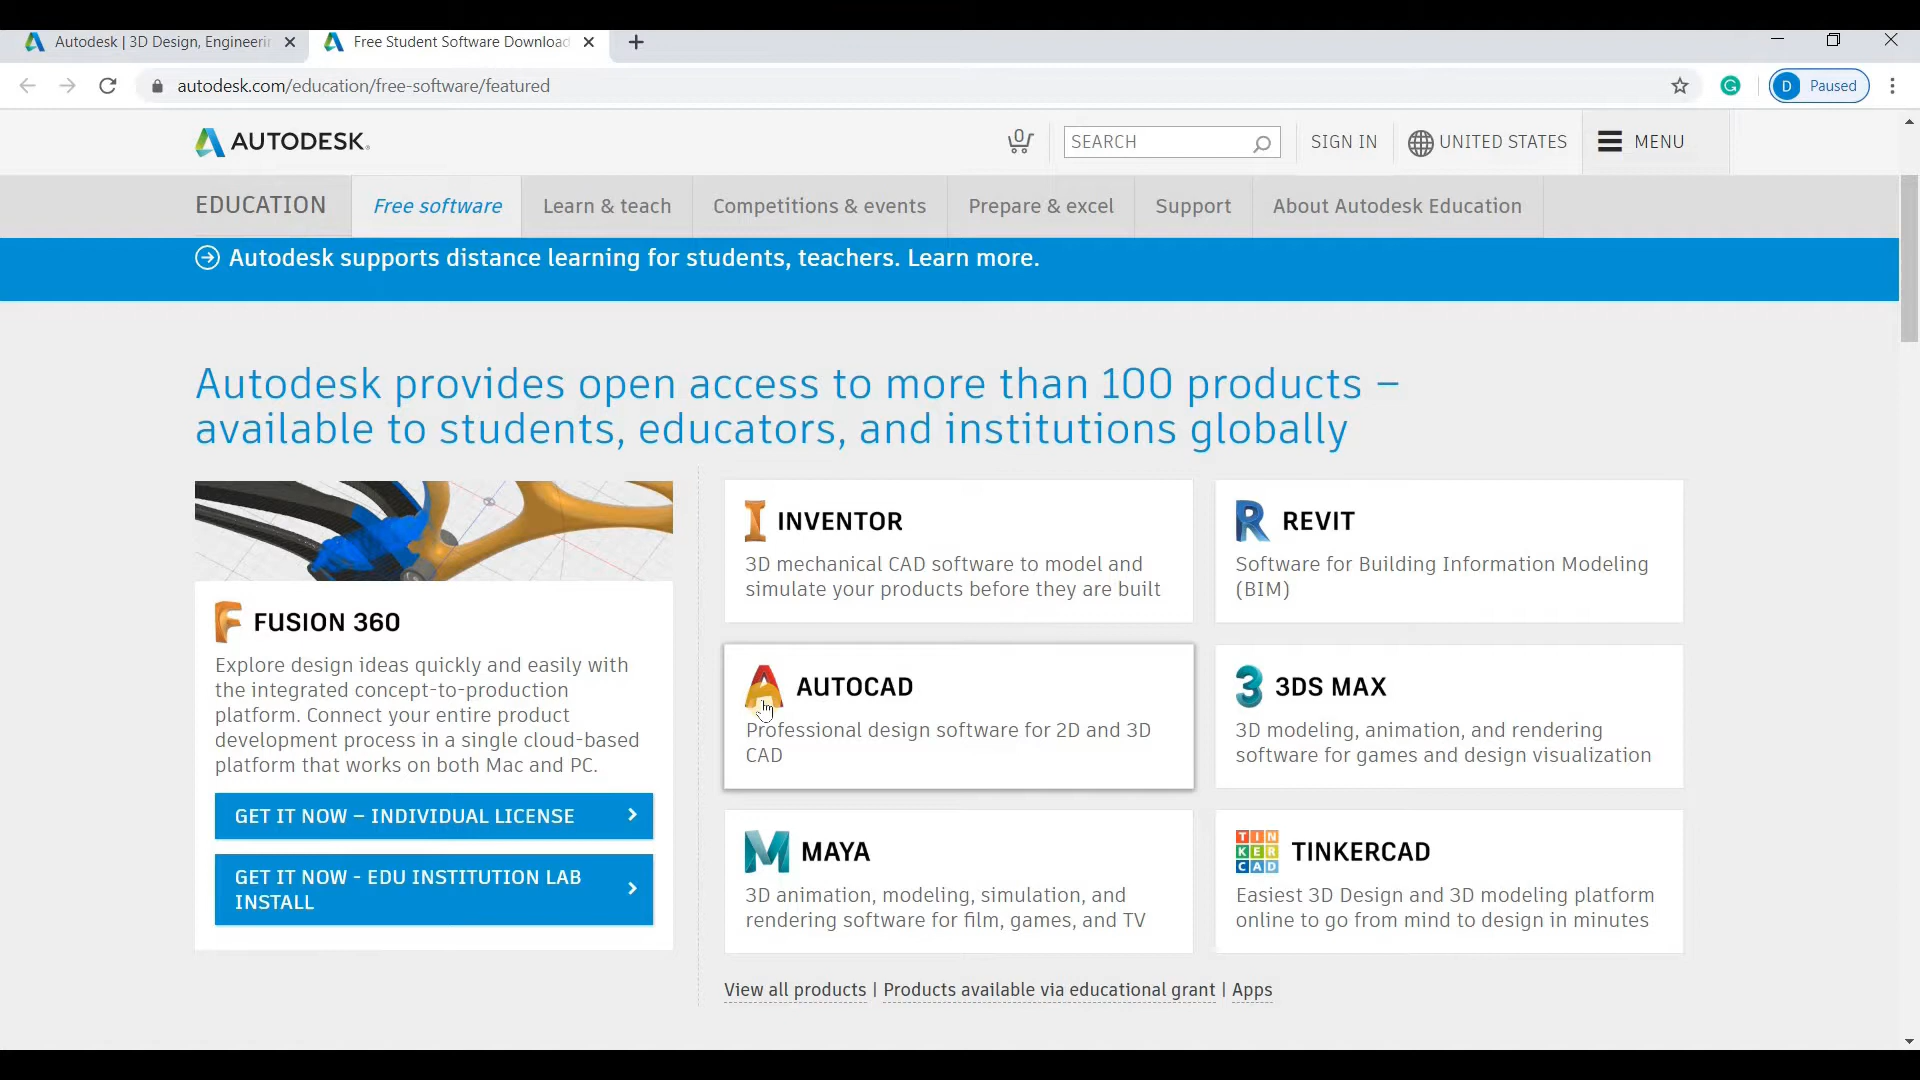 Autodesk | 3D Design, Engineerin
Free Student Software Download
autodesk.com/education/free-software/featured
D Paused
AUTODESK.
0
SEARCH
SIGN IN
UNITED STATES
MENU
EDUCATION
Free software
Learn & teach
Competitions & events
Prepare & excel
Support
About Autodesk Education
Autodesk supports distance learning for students, teachers. Learn more.
Autodesk provides open access to more than 100 products –
available to students, educators, and institutions globally
FUSION 360
Explore design ideas quickly and easily with
the integrated concept-to-production
platform. Connect your entire product
development process in a single cloud-based
platform that works on both Mac and PC.
GET IT NOW – INDIVIDUAL LICENSE
GET IT NOW - EDU INSTITUTION LAB
INSTALL
INVENTOR
3D mechanical CAD software to model and
simulate your products before they are built
REVIT
Software for Building Information Modeling
(BIM)
AUTOCAD
Professional design software for 2D and 3D
CAD
3DS MAX
3D modeling, animation, and rendering
software for games and design visualization
MAYA
3D animation, modeling, simulation, and
rendering software for film, games, and TV
TIN
KER
CAD
TINKERCAD
Easiest 3D Design and 3D modeling platform
online to go from mind to design in minutes
View all products | Products available via educational grant | Apps